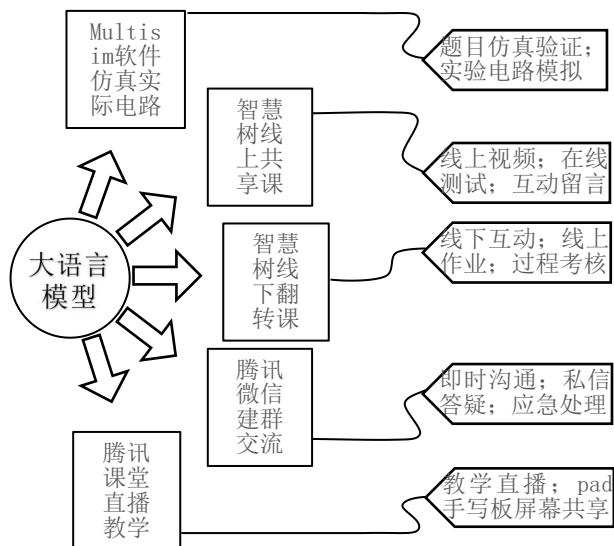 Multis
im软件
仿真实
际电路
题目仿真验证；
实验电路模拟
智慧
树线
上共
享课
线上视频；在线
测试；互动留言
大语言
模型
智慧
树线
下翻
转课
线下互动；线上
作业；过程考核
腾讯
微信
建群
交流
即时沟通；私信
答疑；应急处理
腾讯
课堂
直播
教学
教学直播；pad
手写板屏幕共享